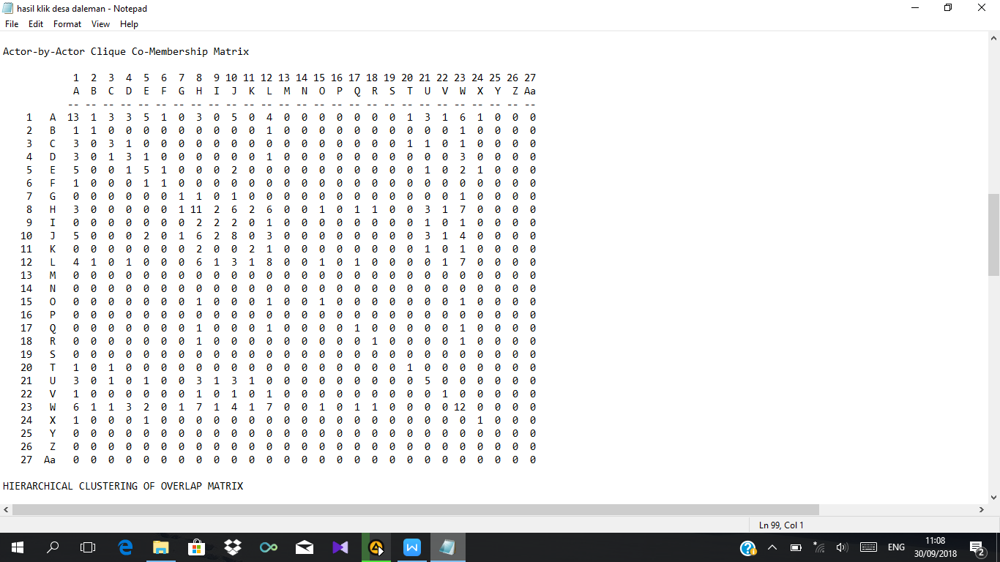 hasil klik desa daleman - Notepad
File Edit Format View Help
Actor-by-Actor Clique Co-Membership Matrix
1 2 3 4 5 6 7 8 9 10 11 12 13 14 15 16 17 18 19 20 21 22 23 24 25 26 27
A B C D E F G H I J K L M N O P Q R S T U V W X Y Z Aa
-- -- -- -- -- -- -- -- -- -- -- -- -- -- -- -- -- -- -- -- -- -- -- -- -- -- --
1 A 13 1 3 3 5 1 0 3 0 5 0 4 0 0 0 0 0 0 0 1 3 1 6 1 0 0 0
2 B 1 1 0 0 0 0 0 0 0 0 0 1 0 0 0 0 0 0 0 0 0 0 1 0 0 0 0
3 C 3 0 3 1 0 0 0 0 0 0 0 0 0 0 0 0 0 0 0 1 1 0 1 0 0 0 0
4 D 3 0 1 3 1 0 0 0 0 0 0 1 0 0 0 0 0 0 0 0 0 0 3 0 0 0 0
5 E 5 0 0 1 5 1 0 0 0 2 0 0 0 0 0 0 0 0 0 0 1 0 2 1 0 0 0
6 F 1 0 0 0 1 1 0 0 0 0 0 0 0 0 0 0 0 0 0 0 0 0 0 0 0 0 0
7 G 0 0 0 0 0 0 1 1 0 1 0 0 0 0 0 0 0 0 0 0 0 0 1 0 0 0 0
8 H 3 0 0 0 0 0 1 11 2 6 2 6 0 0 1 0 1 1 0 0 3 1 7 0 0 0 0
9 I 0 0 0 0 0 0 0 2 2 2 0 1 0 0 0 0 0 0 0 0 1 0 1 0 0 0 0
10 J 5 0 0 0 2 0 1 6 2 8 0 3 0 0 0 0 0 0 0 0 3 1 4 0 0 0 0
11 K 0 0 0 0 0 0 0 2 0 0 2 1 0 0 0 0 0 0 0 0 1 0 1 0 0 0 0
12 L 4 1 0 1 0 0 0 6 1 3 1 8 0 0 1 0 1 0 0 0 0 1 7 0 0 0 0
13 M 0 0 0 0 0 0 0 0 0 0 0 0 0 0 0 0 0 0 0 0 0 0 0 0 0 0 0
14 N 0 0 0 0 0 0 0 0 0 0 0 0 0 0 0 0 0 0 0 0 0 0 0 0 0 0 0
15 O 0 0 0 0 0 0 0 1 0 0 0 1 0 0 1 0 0 0 0 0 0 0 1 0 0 0 0
16 P 0 0 0 0 0 0 0 0 0 0 0 0 0 0 0 0 0 0 0 0 0 0 0 0 0 0 0
17 Q 0 0 0 0 0 0 0 1 0 0 0 1 0 0 0 0 1 0 0 0 0 0 1 0 0 0 0
18 R 0 0 0 0 0 0 0 1 0 0 0 0 0 0 0 0 0 1 0 0 0 0 1 0 0 0 0
19 S 0 0 0 0 0 0 0 0 0 0 0 0 0 0 0 0 0 0 0 0 0 0 0 0 0 0 0
20 T 1 0 1 0 0 0 0 0 0 0 0 0 0 0 0 0 0 0 0 1 0 0 0 0 0 0 0
21 U 3 0 1 0 1 0 0 3 1 3 1 0 0 0 0 0 0 0 0 0 5 0 0 0 0 0 0
22 V 1 0 0 0 0 0 0 1 0 1 0 1 0 0 0 0 0 0 0 0 0 1 0 0 0 0 0
23 W 6 1 1 3 2 0 1 7 1 4 1 7 0 0 1 0 1 1 0 0 0 0 12 0 0 0 0
24 X 1 0 0 0 1 0 0 0 0 0 0 0 0 0 0 0 0 0 0 0 0 0 0 1 0 0 0
25 Y 0 0 0 0 0 0 0 0 0 0 0 0 0 0 0 0 0 0 0 0 0 0 0 0 0 0 0
26 Z 0 0 0 0 0 0 0 0 0 0 0 0 0 0 0 0 0 0 0 0 0 0 0 0 0 0 0
27 Aa 0 0 0 0 0 0 0 0 0 0 0 0 0 0 0 0 0 0 0 0 0 0 0 0 0 0 0
HIERARCHICAL CLUSTERING OF OVERLAP MATRIX
Ln 99, Col 1
ENG
11:08
30/09/2018
2